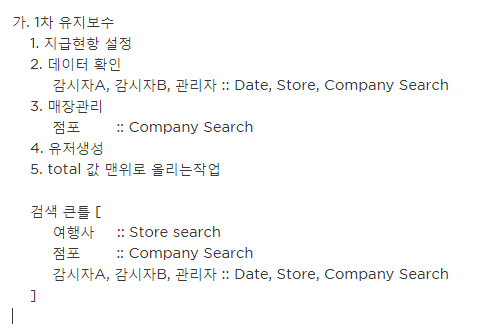 가. 1차 유지보수
1. 지급현항 설정
2. 데이터 확인
감시자A, 감시자B, 관리자 :: Date, Store, Company Search
3. 매장관리
점포 :: Company Search
4. 유저생성
5. total 값 맨위로 올리는작업
검색 큰틀 [
여행사 :: Store search
점포 :: Company Search
감시자A, 감시자B, 관리자 :: Date, Store, Company Search
]